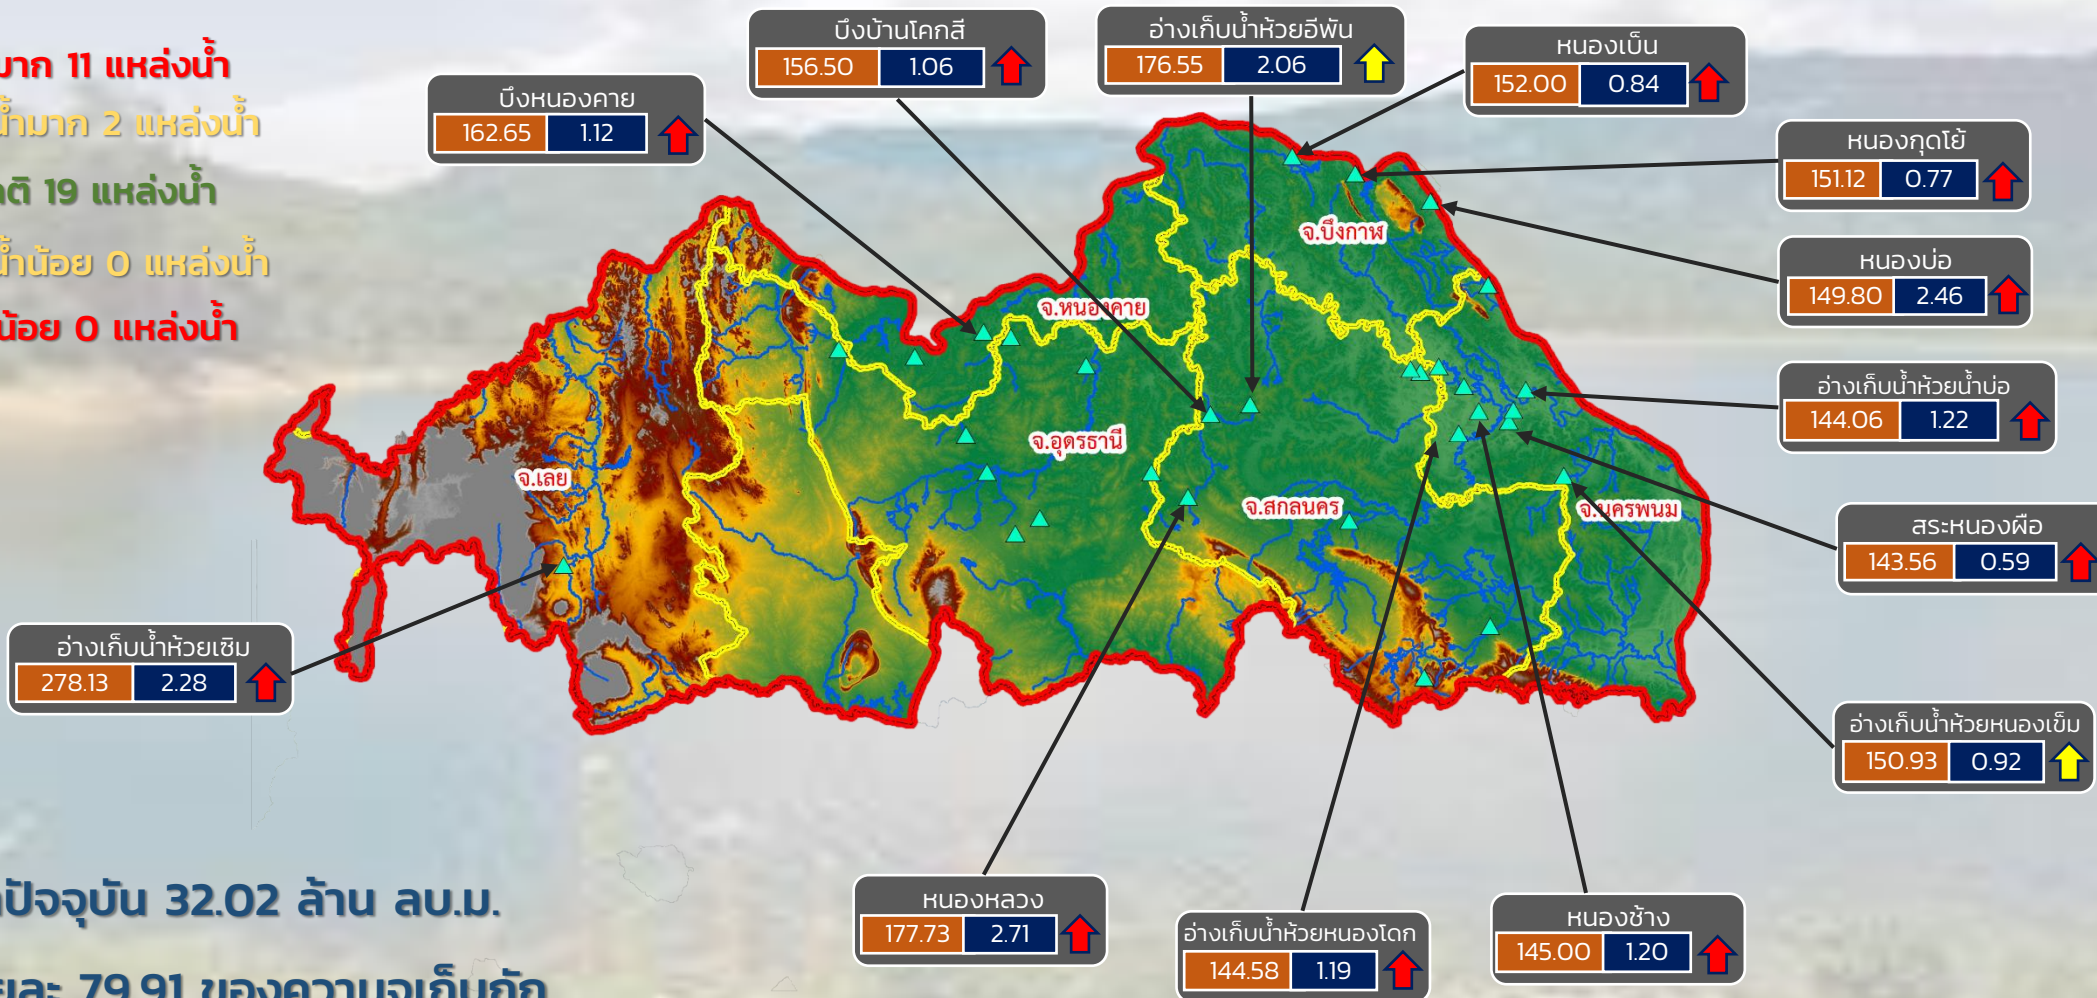 มาก 11 แหล่งน้ำ
น้ำมาก 2 แหล่งน้ำ
19 แหล่งน้ำ
น้ำน้อย 0 แหล่งน้ำ
น้อย 0 แหล่งน้ำ
บึงหนองคาย
162.65 1.12
บึงบ้านโคกสี
156.50 1.06
อ่างเก็บน้ำห้วยอีพัน
176.55 2.06
หนองเบ็น
152.00 0.84
หนองกุดโย้
151.12 0.77
หนองบ่อ
149.80 2.46
อ่างเก็บน้ำห้วยน้ำบ่อ
144.06 1.22
สระหนองผือ
143.56 0.59
อ่างเก็บน้ำห้วยหนองเข็ม
150.93 0.92
หนองช้าง
145.00 1.20
อ่างเก็บน้ำห้วยหนองโดก
144.58 1.19
หนองหลวง
177.73 2.71
อ่างเก็บน้ำห้วยเซิม
278.13 2.28
จ.บึงกาฬ
จ.หนองคาย
จ.อุดรธานี
จ.เลย
จ.สกลนคร
จ.นครพนม
ปัจจุบัน 32.02 ล้าน ลบ.ม.
79.91 ของความจุเก็บกัก